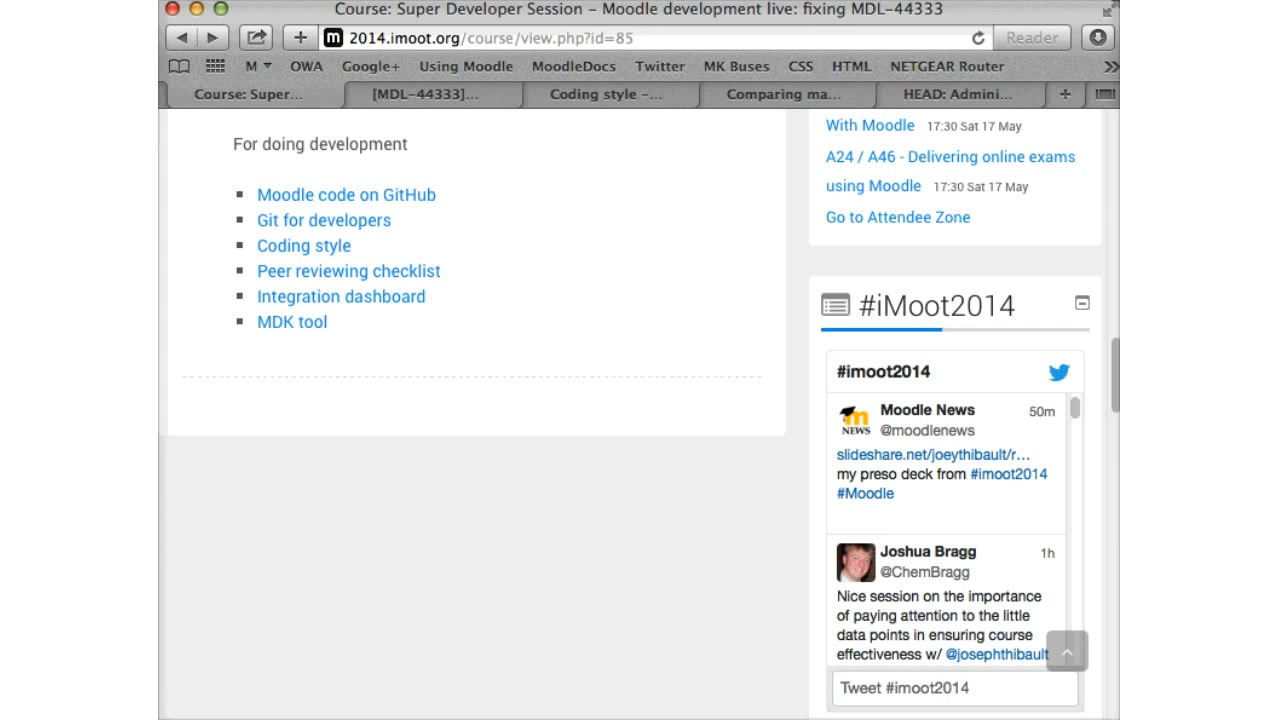 Course: Super Developer Session – Moodle development live: fixing MDL-44333
2014.imoot.org/course/view.php?id=85
Reader
M
OWA
Google+
Using Moodle
MoodleDocs
Twitter
MK Buses
CSS
HTML
NETGEAR Router
Course: Super...
[MDL-44333]...
Coding style –...
Comparing ma...
HEAD: Admini...
For doing development
Moodle code on GitHub
Git for developers
Coding style
Peer reviewing checklist
Integration dashboard
MDK tool
With Moodle 17:30 Sat 17 May
A24 / A46 - Delivering online exams
using Moodle 17:30 Sat 17 May
Go to Attendee Zone
#iMoot2014
#imoot2014
m NEWS
Moodle News 50m
@moodlenews
slideshare.net/joeythibault/r…
my preso deck from #imoot2014
#Moodle
Joshua Bragg 1h
@ChemBragg
Nice session on the importance
of paying attention to the little
data points in ensuring course
effectiveness w/ @josephthibault
Tweet #imoot2014